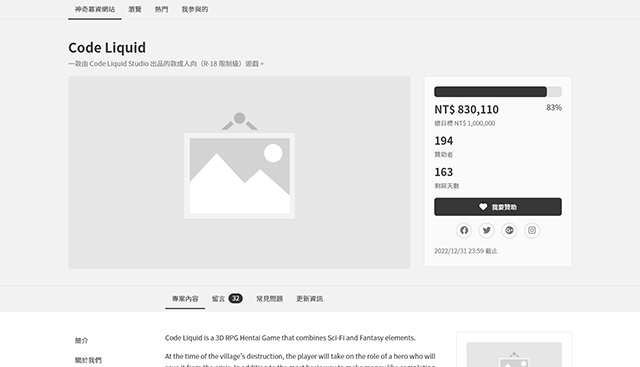 神奇募資網站 瀏覽 熱門 我參與的
Code Liquid
一款由 Code Liquid Studio 出品的款成人向（R-18 限制級）遊戲。
83%
NT$ 830,110
總目標 NT$ 1,000,000
194
贊助者
163
剩餘天數
我要贊助
2022/12/31 23:59 截止
專案內容 留言 32 常見問題 更新資訊
簡介
關於我們
Code Liquid is a 3D RPG Hentai Game that combines Sci-Fi and Fantasy elements.
At the time of the village's destruction, the player will take on the role of a hero who will